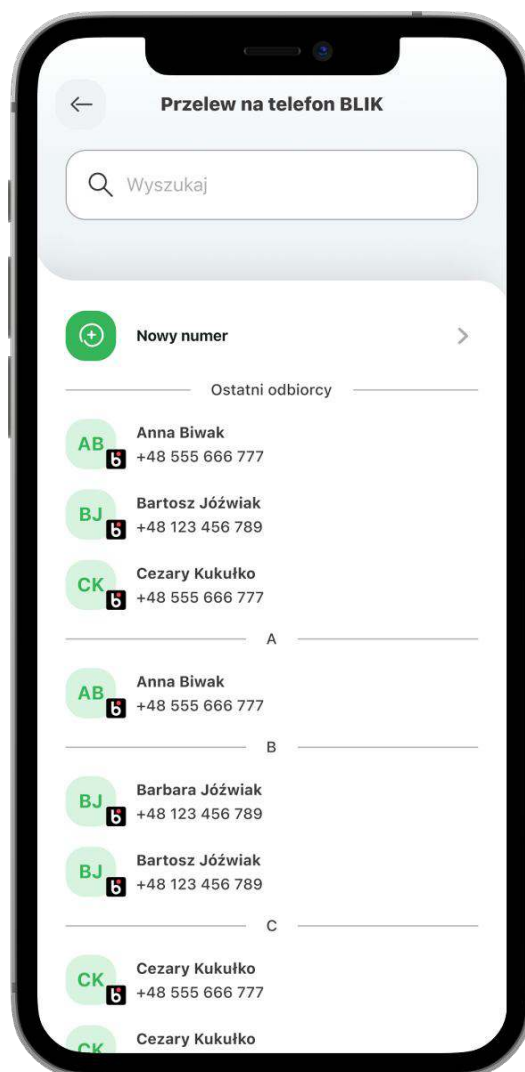 Przelew na telefon BLIK
Wyszukaj
Nowy numer
Ostatni odbiorcy
AB
Anna Biwak
+48 555 666 777
BJ
Bartosz Jóźwiak
+48 123 456 789
CK
Cezary Kukułko
+48 555 666 777
A
AB
Anna Biwak
+48 555 666 777
B
BJ
Barbara Jóźwiak
+48 123 456 789
BJ
Bartosz Jóźwiak
+48 123 456 789
C
CK
Cezary Kukułko
+48 555 666 777
CK
Cezary Kukułko